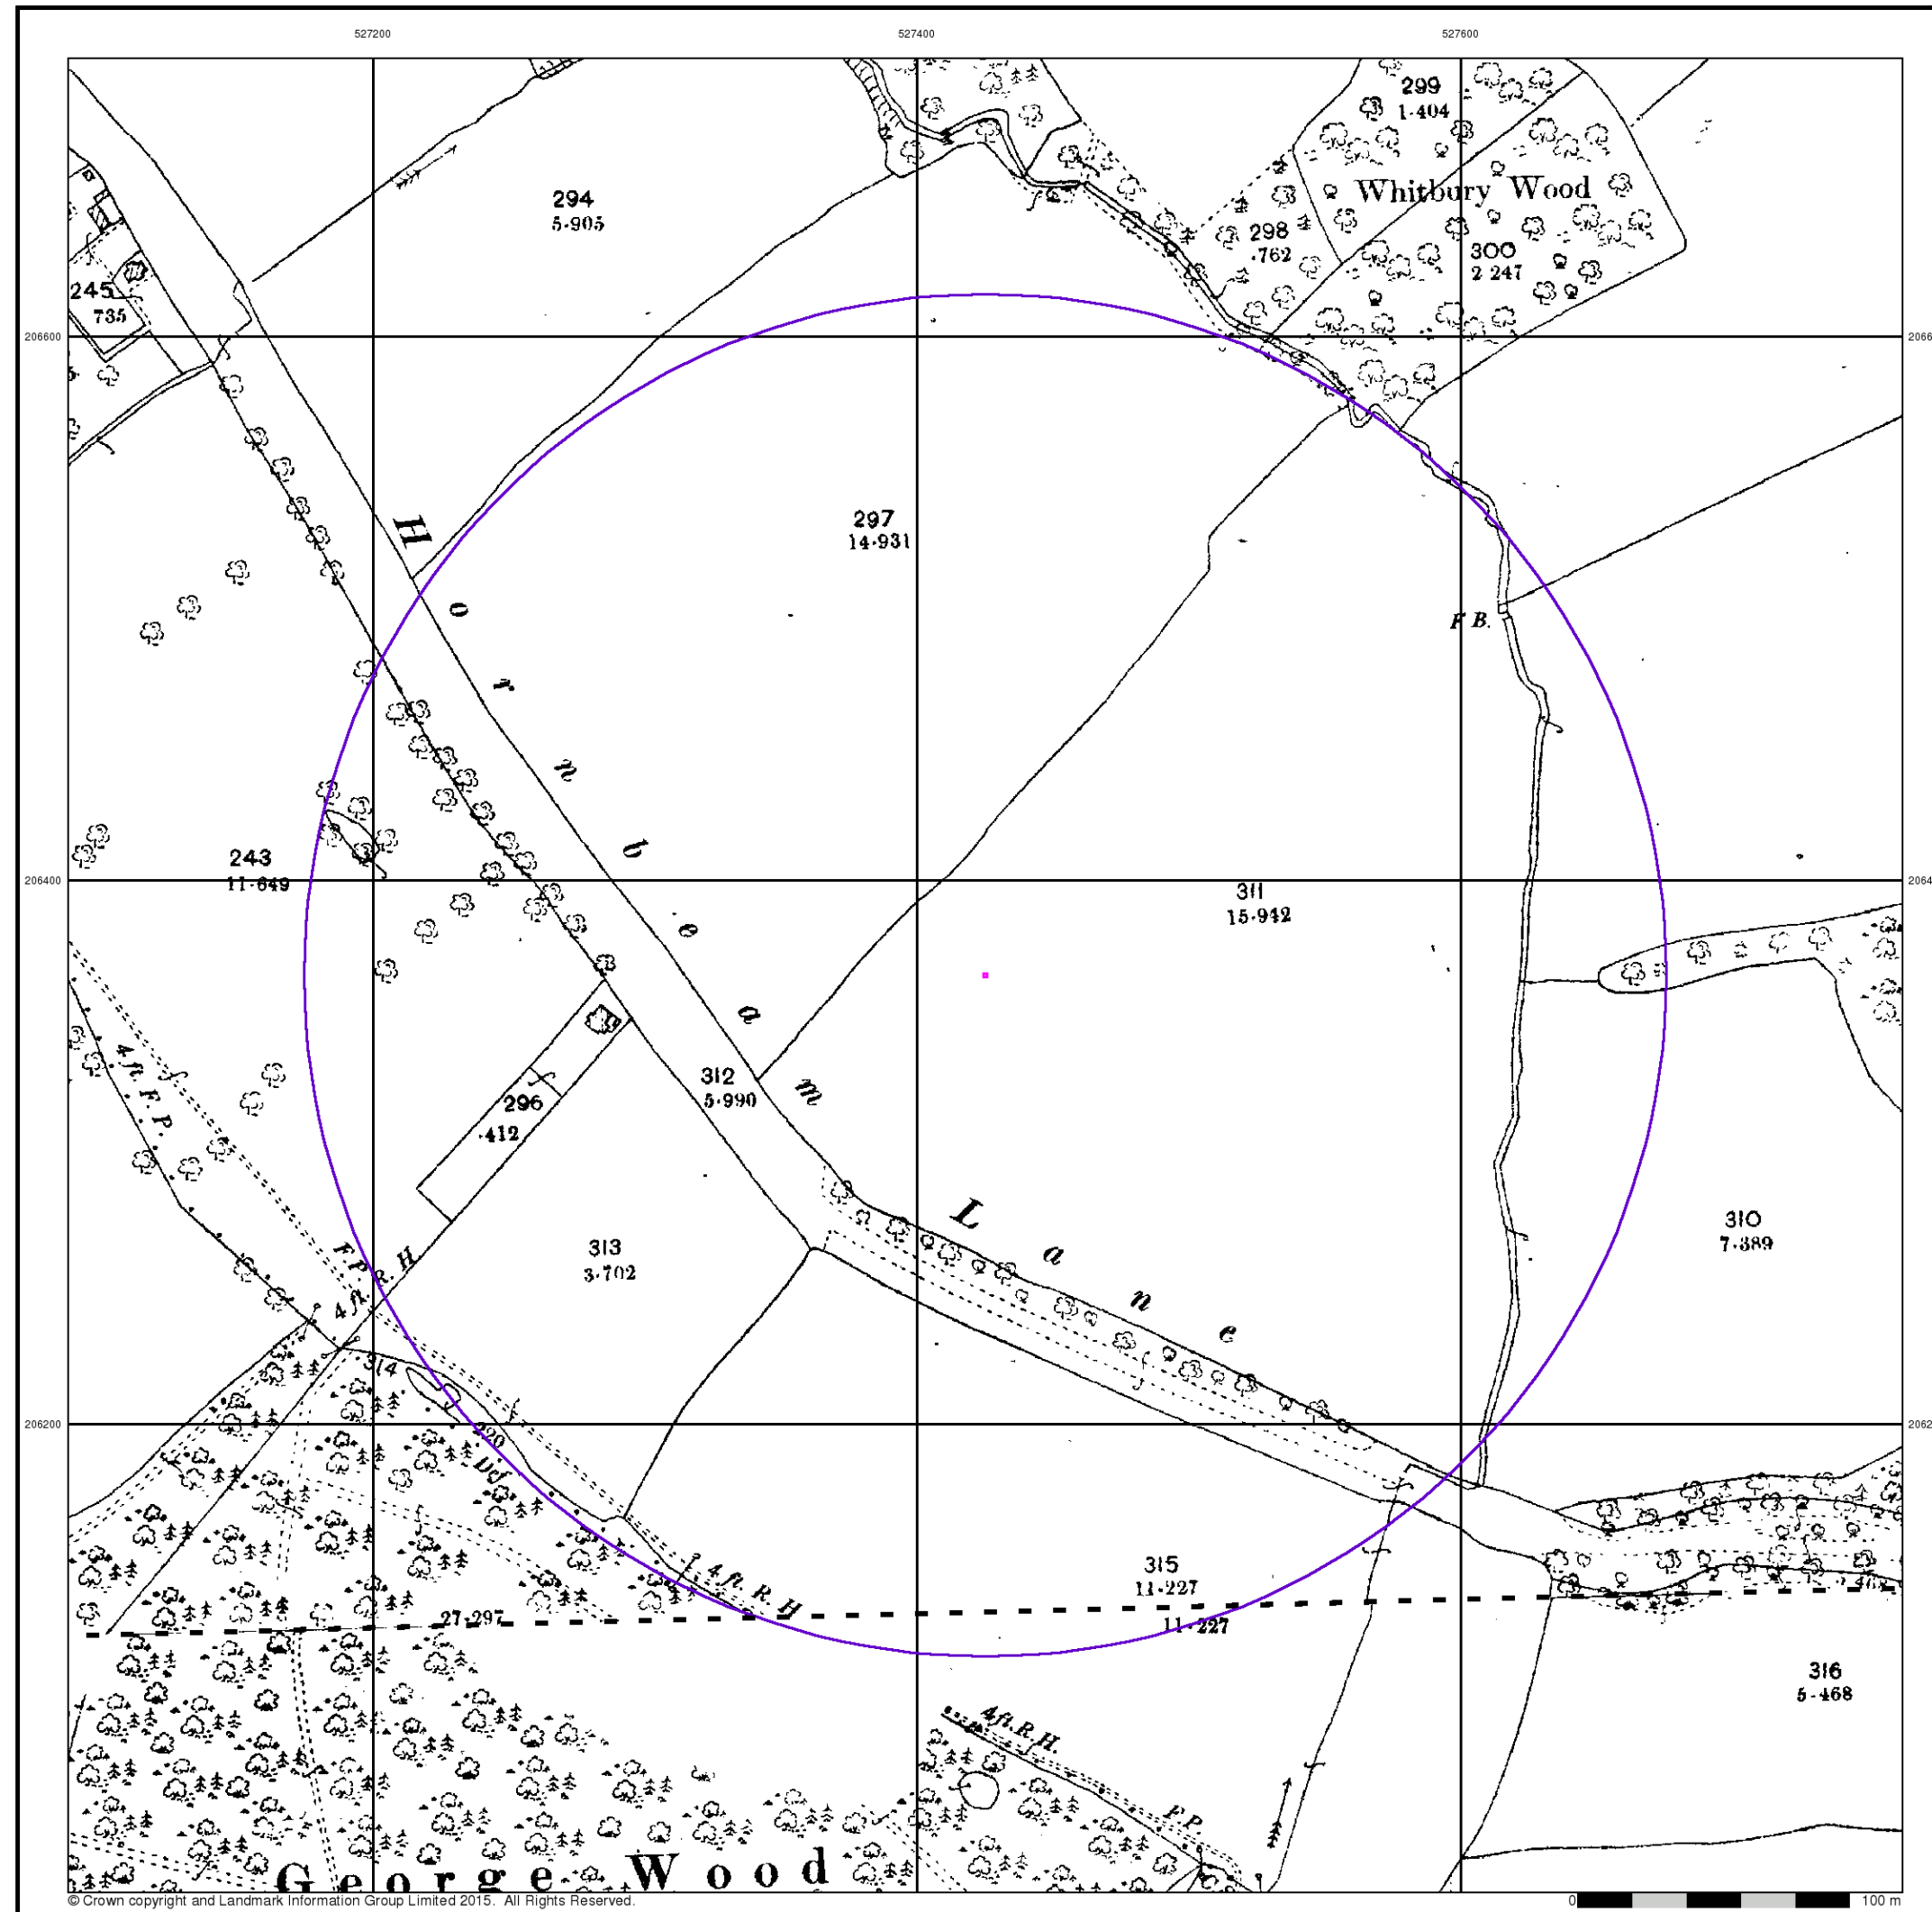 527200 527400 527600
299
1·404
Whitbury Wood
294
5·905
298
·762
300
2 247
245
735
206600
H o r n b e a m L a n e
297
14·931
F B.
243
11·649
206400
311
15·942
4 ft. F. P.
312
5·990
296
·412
310
7·389
313
3·702
F. P.
4 ft. R. H.
314
206200
4 ft. R. H
315
11·227
27·297
11·227
316
5·468
4 ft. R. H.
F. P.
George Wood
© Crown copyright and Landmark Information Group Limited 2015. All Rights Reserved.
0 100 m